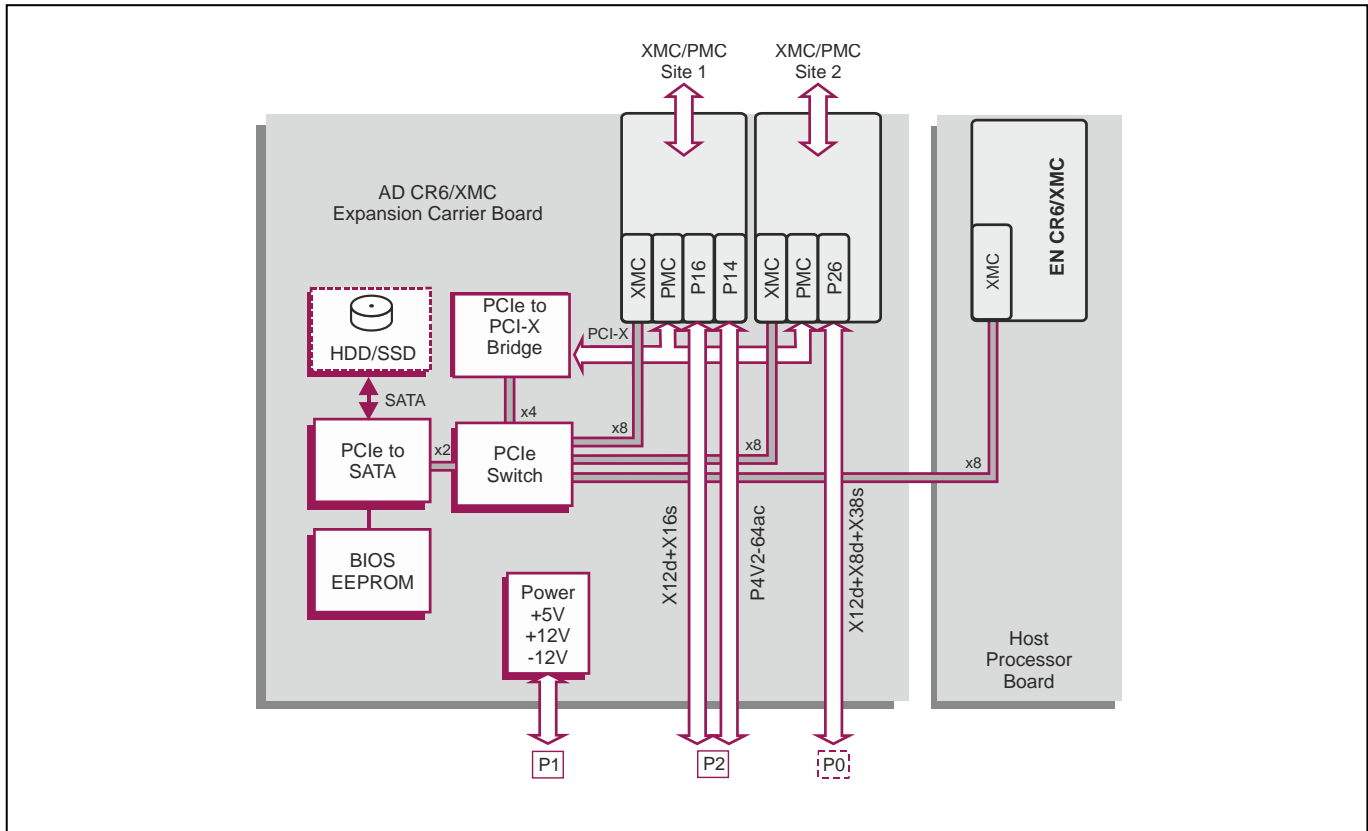 XMC/PMC
Site 1
XMC/PMC
Site 2
AD CR6/XMC
Expansion Carrier Board
XMC
PMC
P16
P14
XMC
PMC
P26
XMC
EN CR6/XMC
HDD/SSD
PCIe to
PCI-X
Bridge
PCI-X
SATA
x4
x8
x8
x8
PCIe to
SATA
x2
PCIe
Switch
BIOS
EEPROM
Power
+5V
+12V
-12V
X12d+X16s
P4V2-64ac
X12d+X8d+X38s
Host
Processor
Board
P1
P2
P0